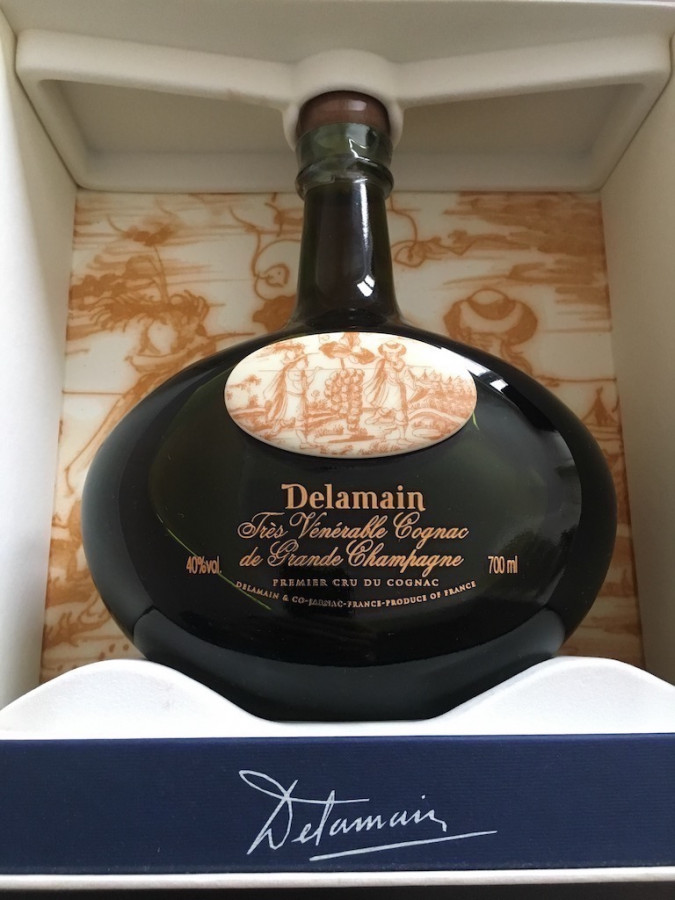 Delamain
Très Vénérable Cognac
de Grande Champagne
40%vol.
700 ml
PREMIER CRU DU COGNAC
DELAMAIN & CO-JARNAC-FRANCE-PRODUCE OF FRANCE
Delamain